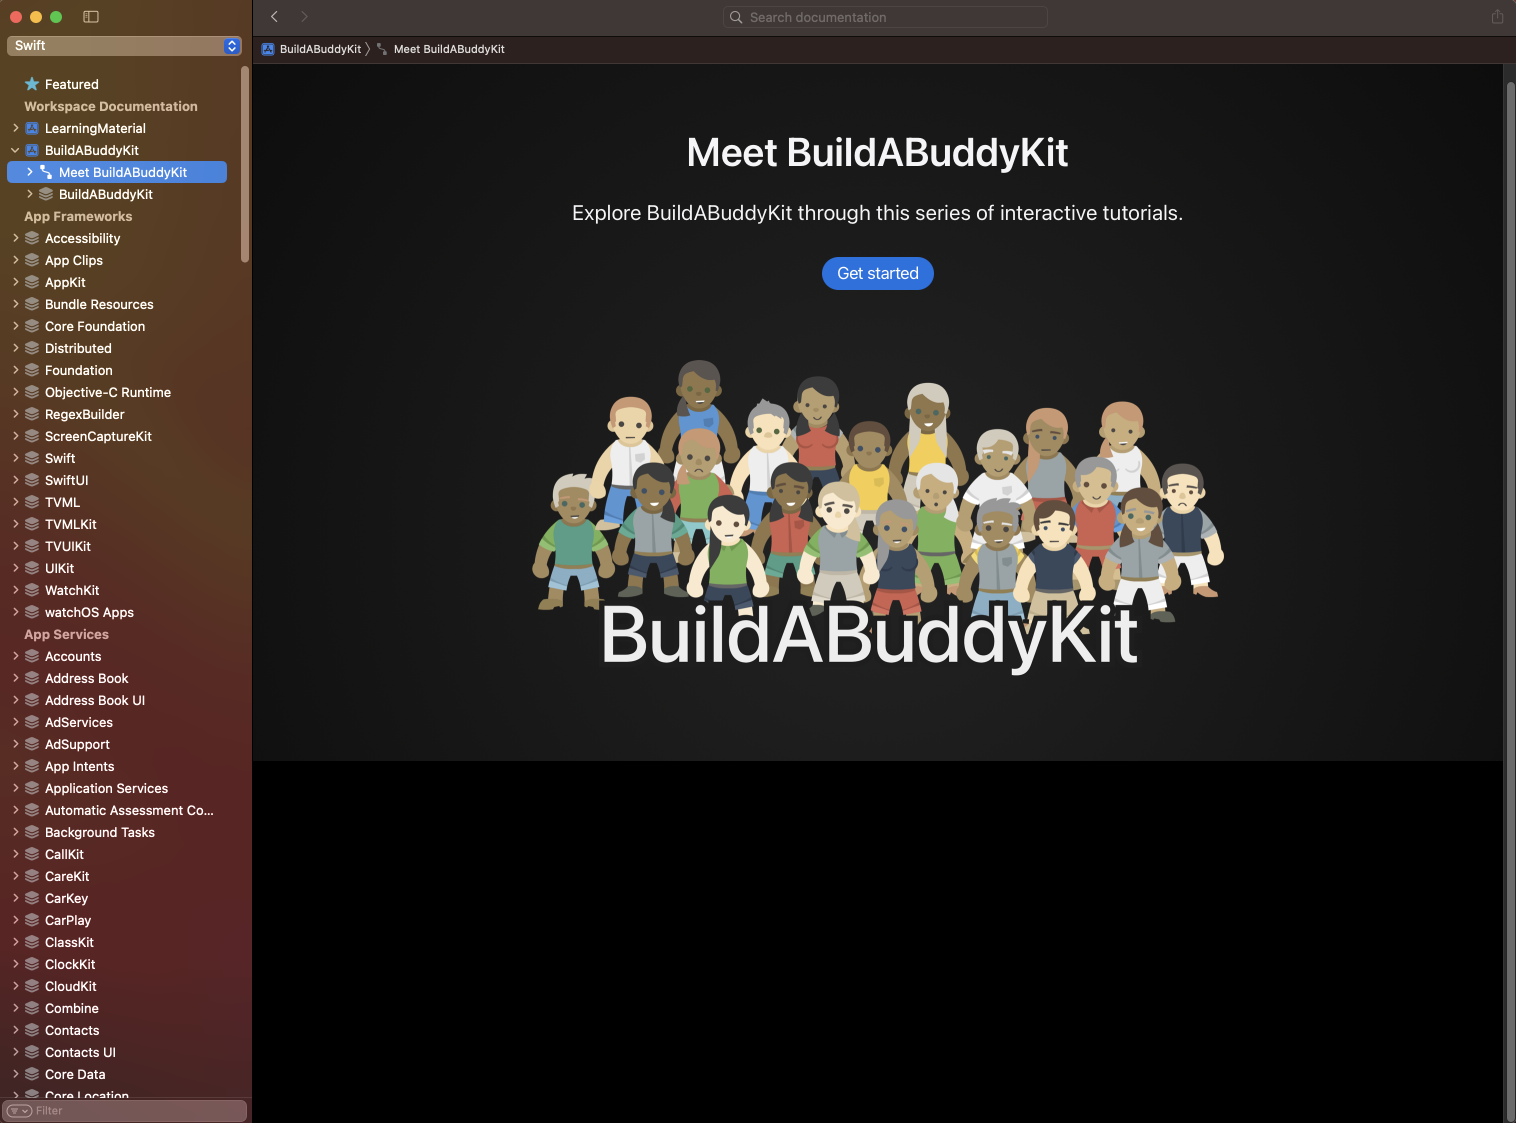 Search documentation
Swift
BuildABuddyKit
Meet BuildABuddyKit
Featured
Workspace Documentation
LearningMaterial
BuildABuddyKit
Meet BuildABuddyKit
BuildABuddyKit
App Frameworks
Accessibility
App Clips
AppKit
Bundle Resources
Core Foundation
Distributed
Foundation
Objective-C Runtime
RegexBuilder
ScreenCaptureKit
Swift
SwiftUI
TVML
TVMLKit
TVUIKit
UIKit
WatchKit
watchOS Apps
App Services
Accounts
Address Book
Address Book UI
AdServices
AdSupport
App Intents
Application Services
Automatic Assessment Co...
Background Tasks
CallKit
CareKit
CarKey
CarPlay
ClassKit
ClockKit
CloudKit
Combine
Contacts
Contacts UI
Core Data
Core Location
Filter
Meet BuildABuddyKit
Explore BuildABuddyKit through this series of interactive tutorials.
Get started
BuildABuddyKit